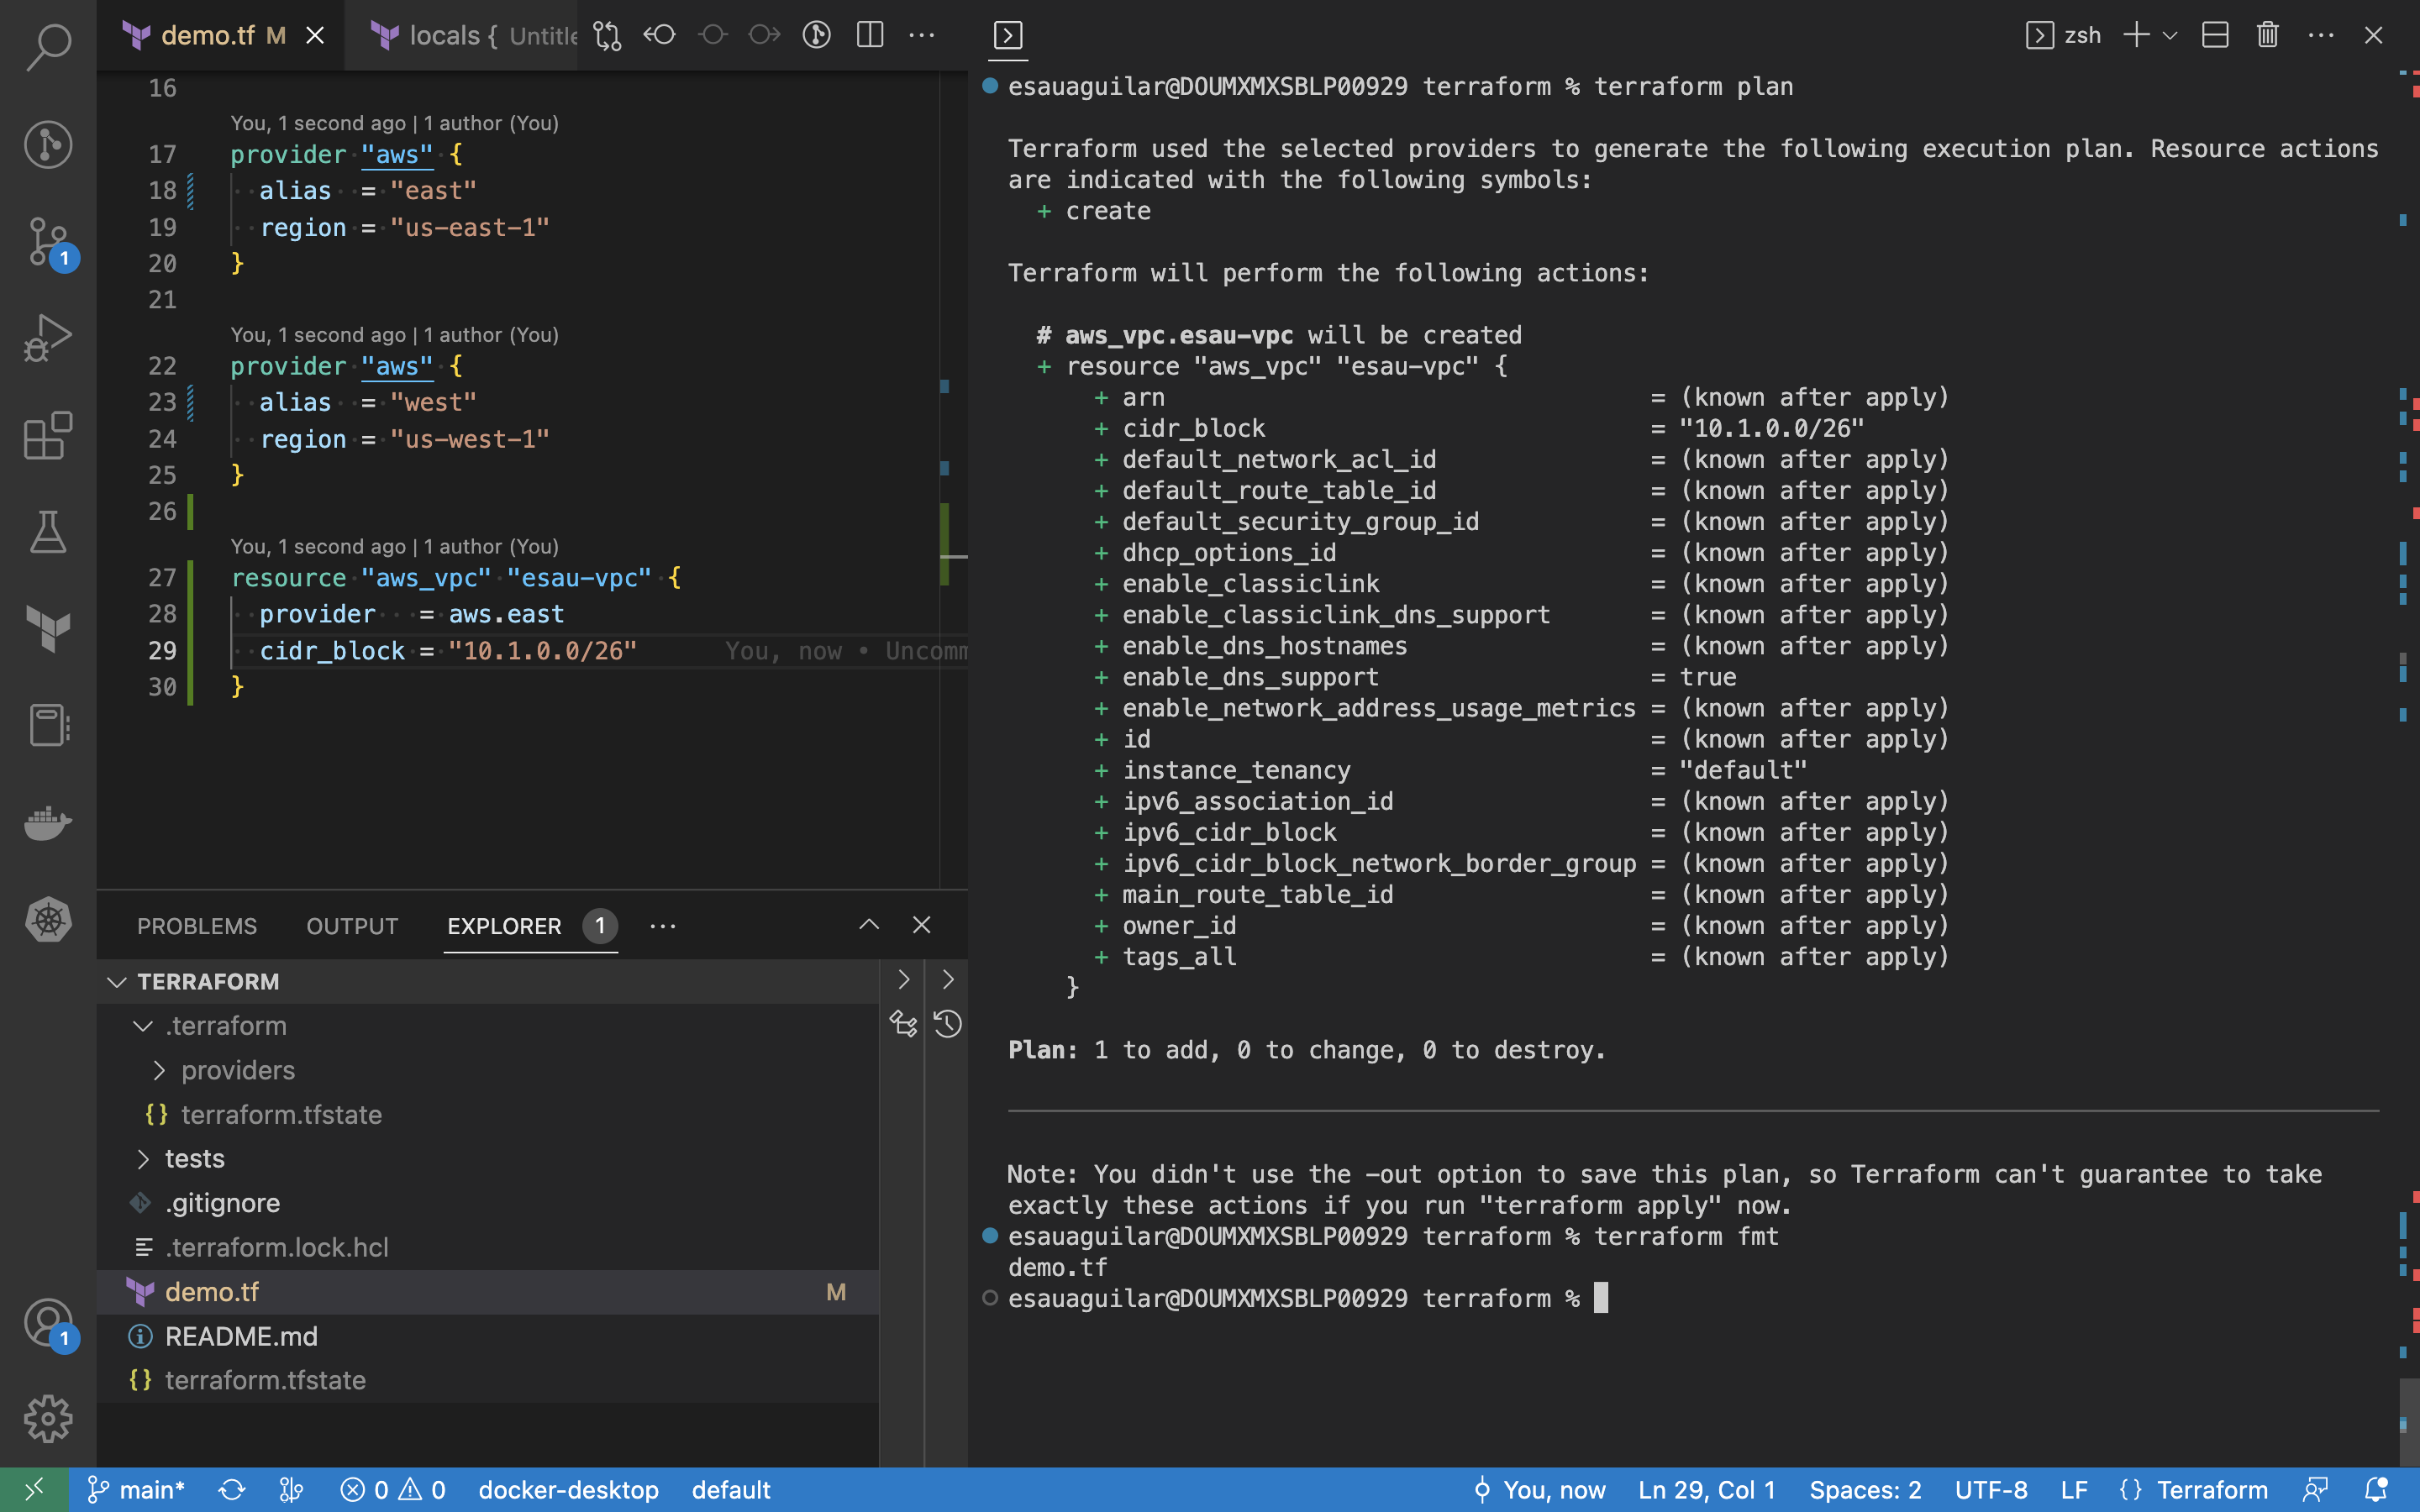 demo.tf M
locals { Untitle
16
You, 1 second ago | 1 author (You)
17 provider "aws" {
18 alias = "east"
19 region = "us-east-1"
20 }
21
You, 1 second ago | 1 author (You)
22 provider "aws" {
23 alias = "west"
24 region = "us-west-1"
25 }
26
You, 1 second ago | 1 author (You)
27 resource "aws_vpc" "esau-vpc" {
28 provider = aws.east
29 cidr_block = "10.1.0.0/26" You, now • Uncomm
30 }
PROBLEMS OUTPUT EXPLORER 1
TERRAFORM
.terraform
providers
terraform.tfstate
tests
.gitignore
.terraform.lock.hcl
demo.tf M
README.md
terraform.tfstate
1
1
zsh
esauaguilar@DOUMXMXSBLP00929 terraform % terraform plan
Terraform used the selected providers to generate the following execution plan. Resource actions
are indicated with the following symbols:
+ create
Terraform will perform the following actions:
# aws_vpc.esau-vpc will be created
+ resource "aws_vpc" "esau-vpc" {
+ arn = (known after apply)
+ cidr_block = "10.1.0.0/26"
+ default_network_acl_id = (known after apply)
+ default_route_table_id = (known after apply)
+ default_security_group_id = (known after apply)
+ dhcp_options_id = (known after apply)
+ enable_classiclink = (known after apply)
+ enable_classiclink_dns_support = (known after apply)
+ enable_dns_hostnames = (known after apply)
+ enable_dns_support = true
+ enable_network_address_usage_metrics = (known after apply)
+ id = (known after apply)
+ instance_tenancy = "default"
+ ipv6_association_id = (known after apply)
+ ipv6_cidr_block = (known after apply)
+ ipv6_cidr_block_network_border_group = (known after apply)
+ main_route_table_id = (known after apply)
+ owner_id = (known after apply)
+ tags_all = (known after apply)
}
Plan: 1 to add, 0 to change, 0 to destroy.
Note: You didn't use the -out option to save this plan, so Terraform can't guarantee to take
exactly these actions if you run "terraform apply" now.
esauaguilar@DOUMXMXSBLP00929 terraform % terraform fmt
demo.tf
esauaguilar@DOUMXMXSBLP00929 terraform %
main* 0 0 docker-desktop default You, now Ln 29, Col 1 Spaces: 2 UTF-8 LF {} Terraform